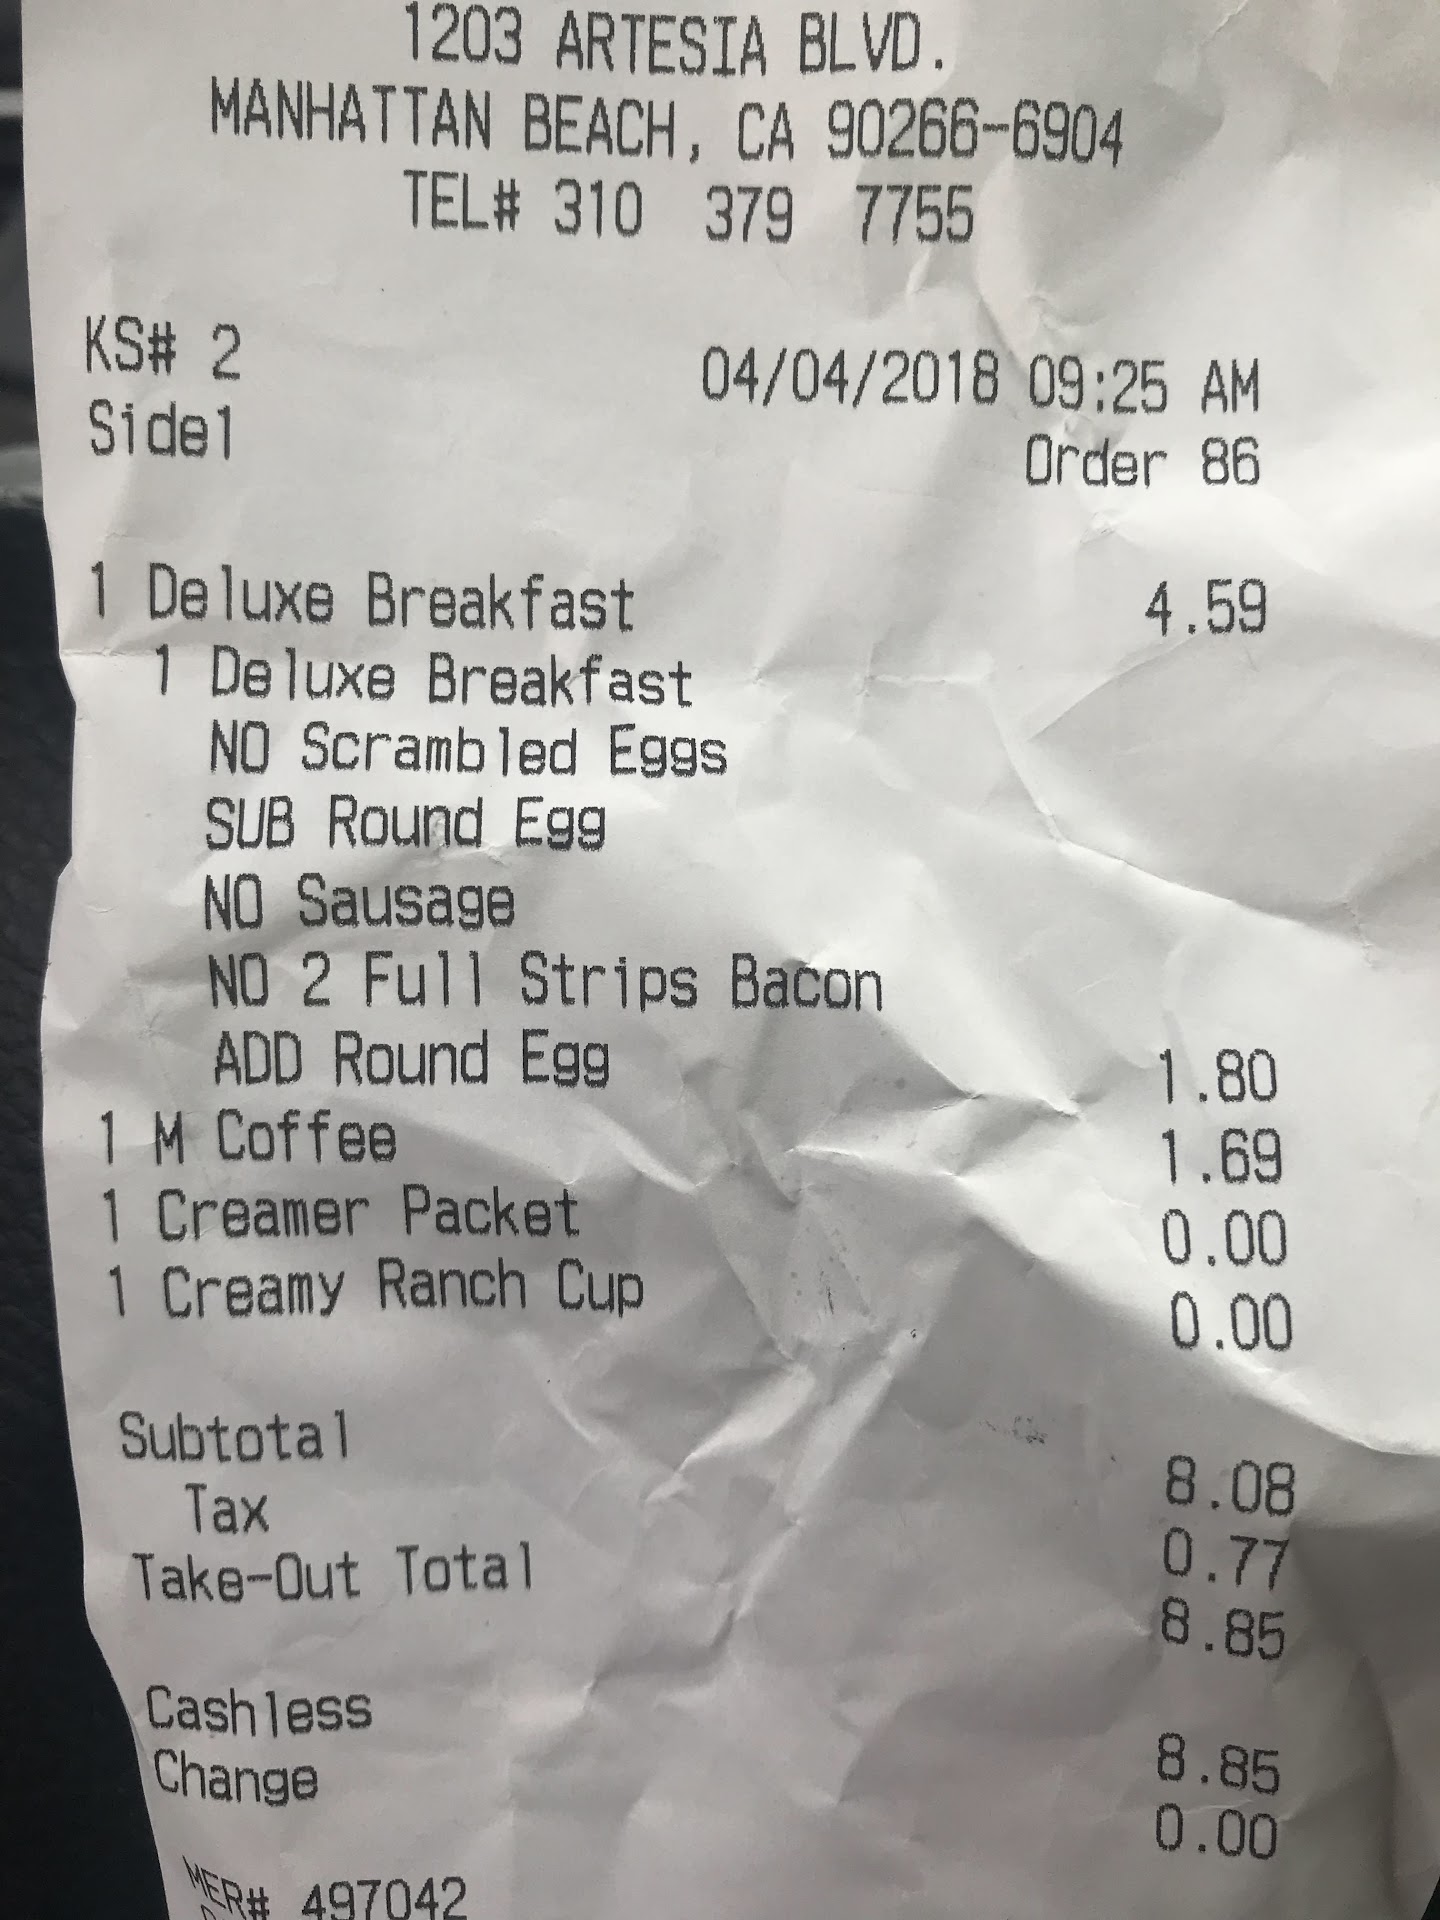 1203 ARTESIA BLVD.
MANHATTAN BEACH, CA 90266-6904
TEL# 310 379 7755
KS# 2 04/04/2018 09:25 AM
Side1 Order 86
1 Deluxe Breakfast 4.59
1 Deluxe Breakfast
NO Scrambled Eggs
SUB Round Egg
NO Sausage
NO 2 Full Strips Bacon
ADD Round Egg 1.80
1 M Coffee 1.69
1 Creamer Packet 0.00
1 Creamy Ranch Cup 0.00
Subtotal 8.08
Tax 0.77
Take-Out Total 8.85
Cashless 8.85
Change 0.00
MER# 497042